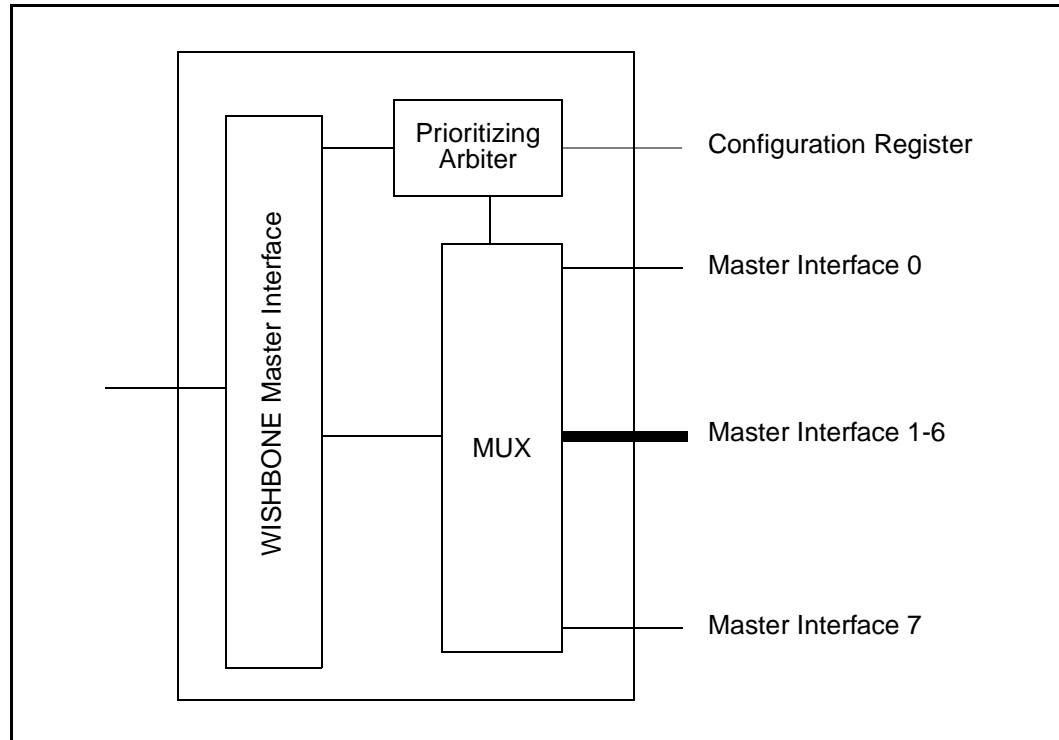 Prioritizing
Arbiter
Configuration Register
WISHBONE Master Interface
Master Interface 0
MUX
Master Interface 1-6
Master Interface 7